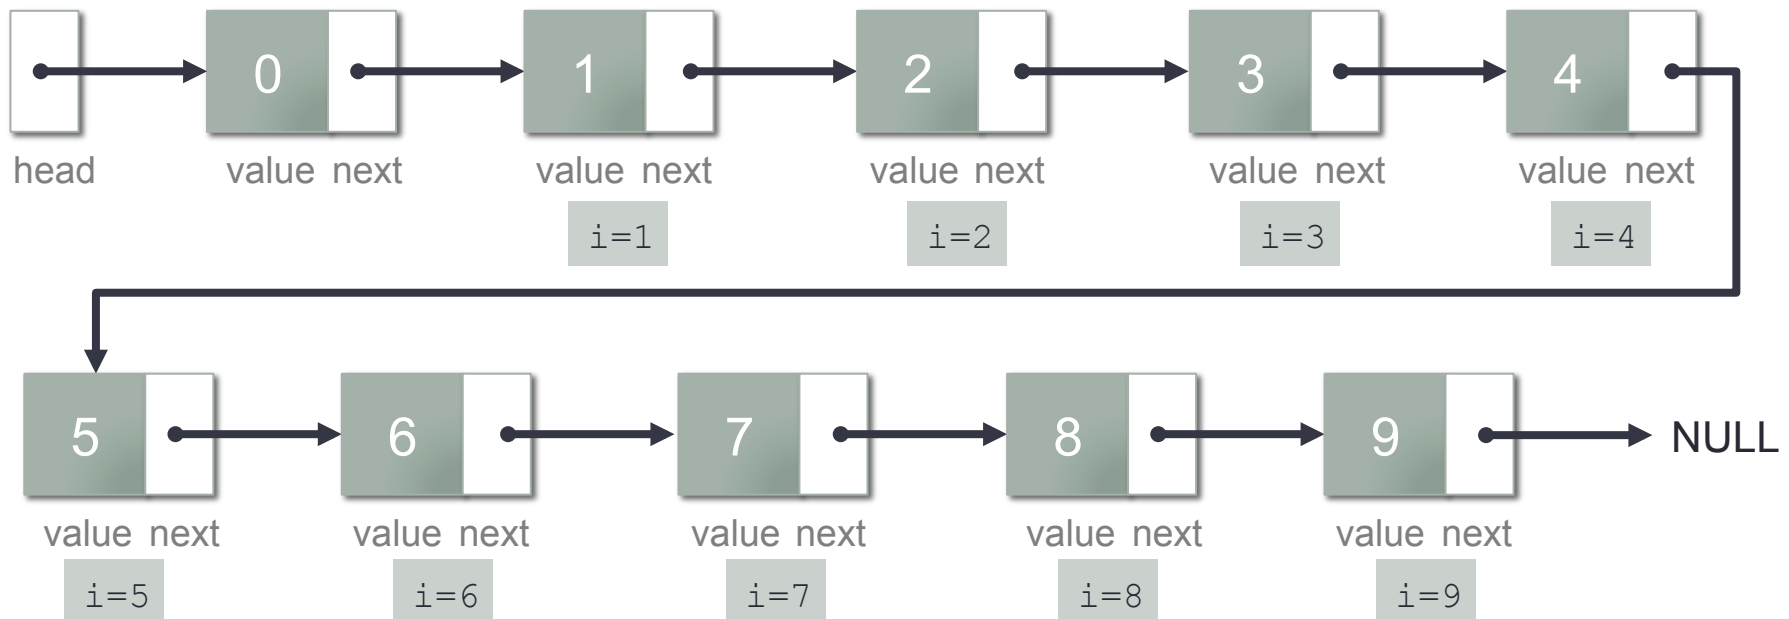 0 1 2 3 4
head value next value next value next value next value next
i=1 i=2 i=3 i=4
5 6 7 8 9 NULL
value next value next value next value next value next
i=5 i=6 i=7 i=8 i=9